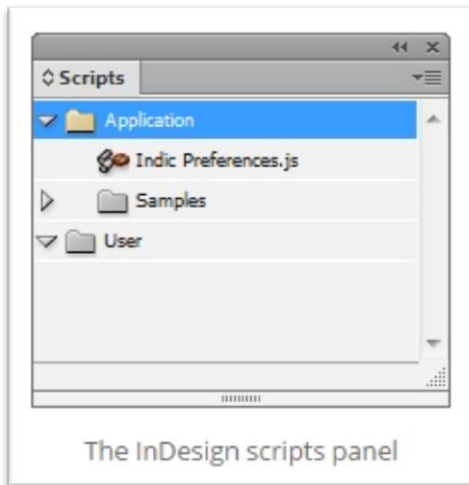 Scripts
Application
Indic Preferences.js
Samples
User
The InDesign scripts panel